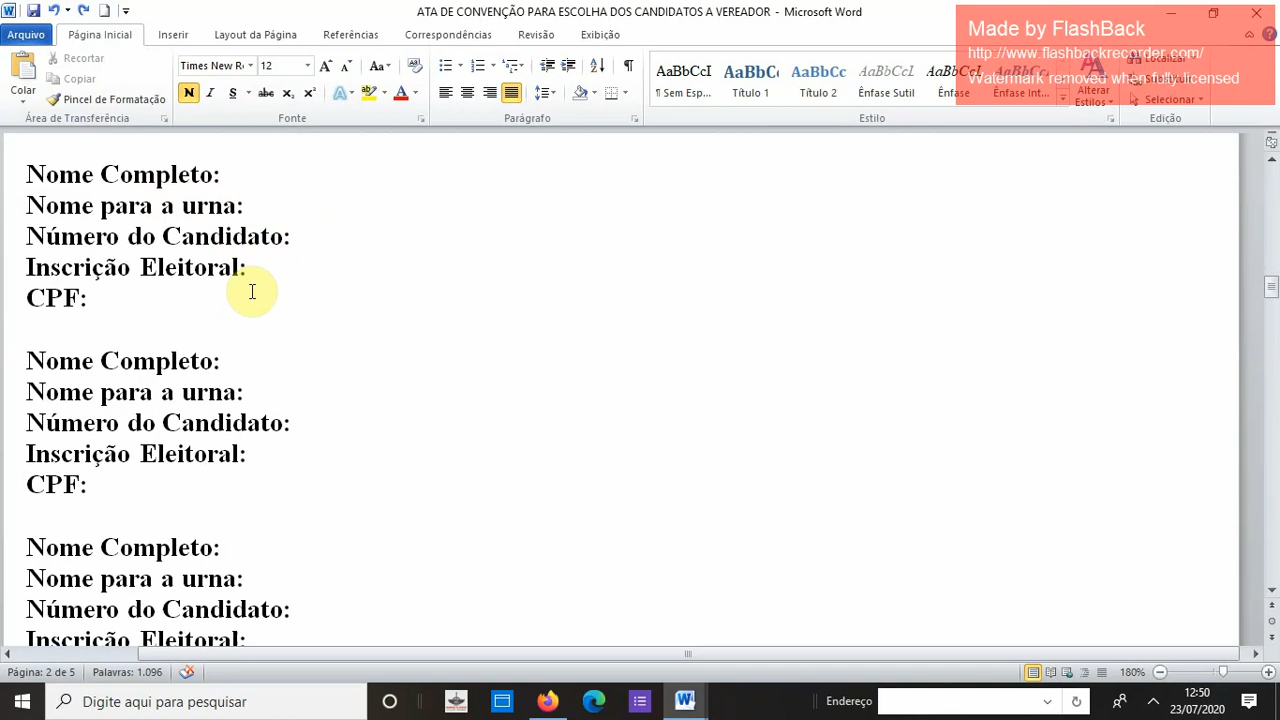 ATA DE CONVENÇÃO PARA ESCOLHA DOS CANDIDATOS A VEREADOR - Microsoft Word
Made by FlashBack
http://www.flashbackrecorder.com/
Watermark removed when fully licensed
Arquivo Página Inicial Inserir Layout da Página Referências Correspondências Revisão Exibição
Colar
Recortar
Copiar
Pincel de Formatação
Área de Transferência
Times New R 12
Fonte
Parágrafo
AaBbCcI AaBbC AaBbCc AaBbCcI AaBbCcI AaBbCcI
¶ Sem Esp... Título 1 Título 2 Ênfase Sutil Ênfase Ênfase Int...
Alterar
Estilos
Estilo
Localizar
Selecionar
Edição
Nome Completo:
Nome para a urna:
Número do Candidato:
Inscrição Eleitoral:
CPF:
Nome Completo:
Nome para a urna:
Número do Candidato:
Inscrição Eleitoral:
CPF:
Nome Completo:
Nome para a urna:
Número do Candidato:
Inscrição Eleitoral:
Página: 2 de 5 Palavras: 1.096 180%
Digite aqui para pesquisar
Endereço
12:50
23/07/2020